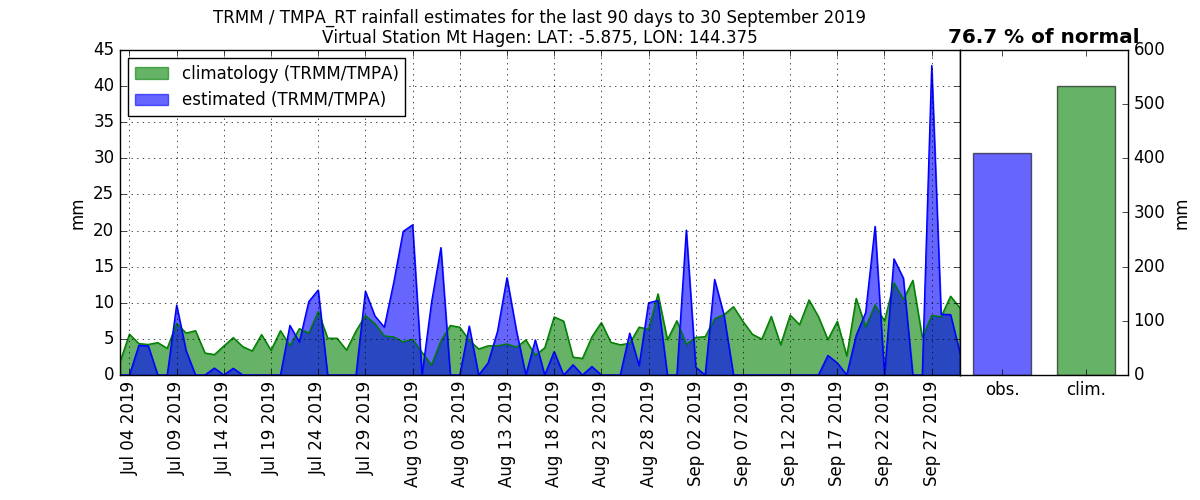 TRMM / TMPA_RT rainfall estimates for the last 90 days to 30 September 2019
Virtual Station Mt Hagen: LAT: -5.875, LON: 144.375
76.7 % of normal
climatology (TRMM/TMPA)
estimated (TRMM/TMPA)
mm
45
40
35
30
25
20
15
10
5
0
Jul 04 2019
Jul 09 2019
Jul 14 2019
Jul 19 2019
Jul 24 2019
Jul 29 2019
Aug 03 2019
Aug 08 2019
Aug 13 2019
Aug 18 2019
Aug 23 2019
Aug 28 2019
Sep 02 2019
Sep 07 2019
Sep 12 2019
Sep 17 2019
Sep 22 2019
Sep 27 2019
600
500
400
300
200
100
0
mm
obs.
clim.